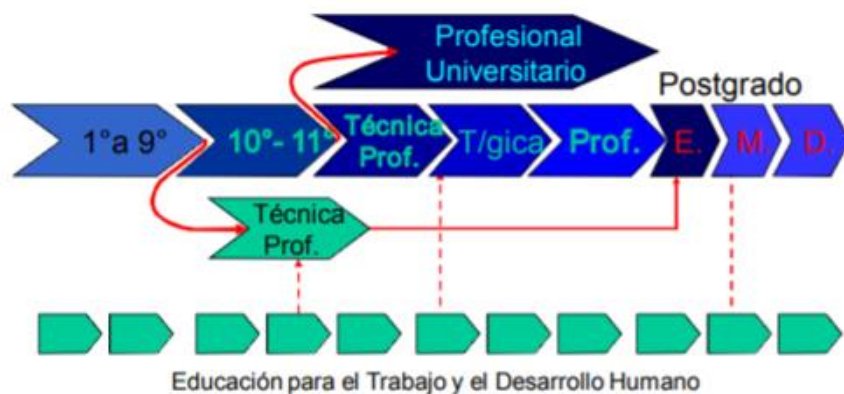 Profesional
Universitario
Postgrado
1°a 9°
10°- 11°
Técnica
Prof.
T/gica
Prof.
E.
M.
D.
Técnica
Prof.
Educación para el Trabajo y el Desarrollo Humano